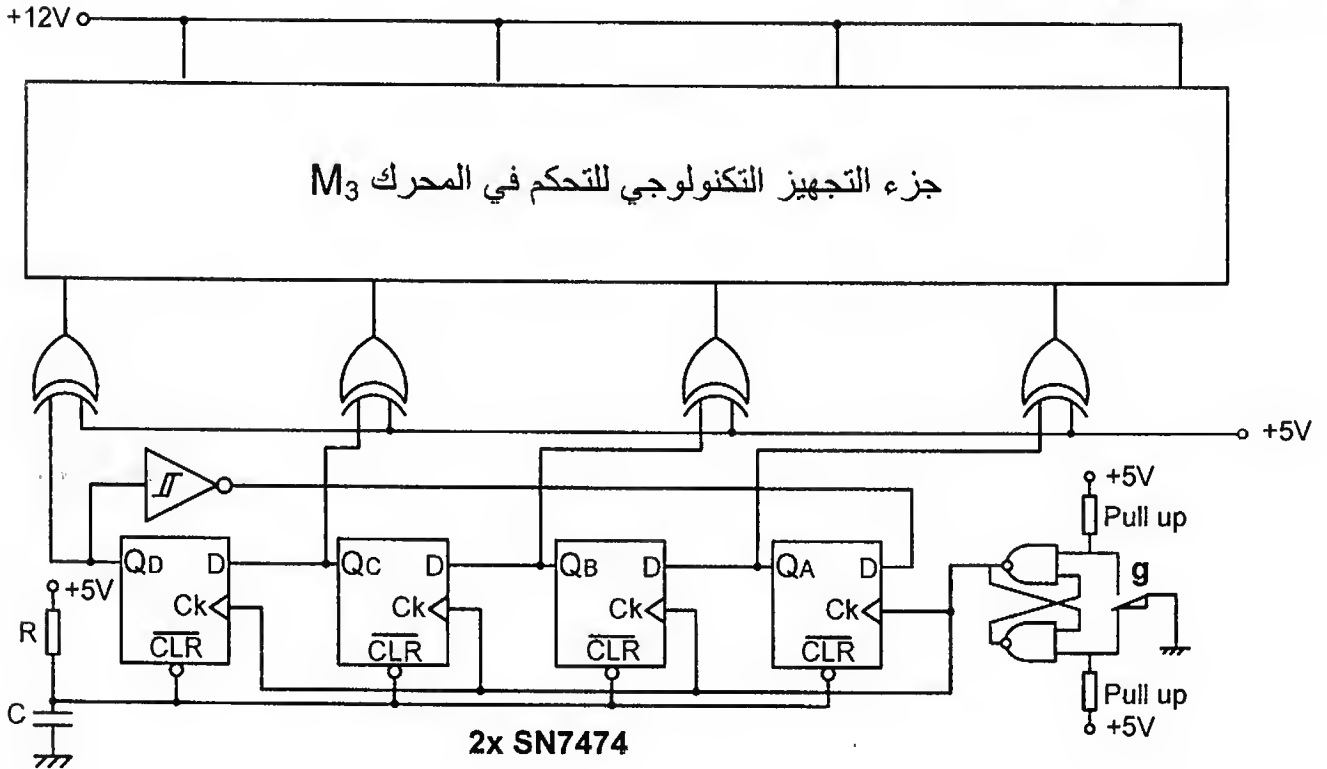 +12V
جزء التجهيز التكنولوجي للتحكم في المحرك M3
+5V
+5V
Pull up
g
Pull up
+5V
QD D
Ck
CLR
QC D
Ck
CLR
QB D
Ck
CLR
QA D
Ck
CLR
+5V
R
C
2x SN7474